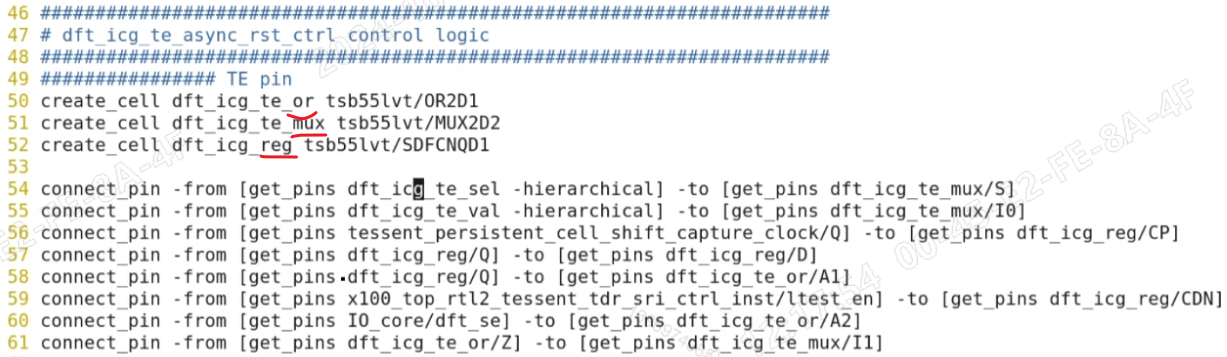 46 ########################################################################
47 # dft_icg_te_async_rst_ctrl control logic
48 ########################################################################
49 ################ TE pin
50 create_cell dft_icg_te_or tsb55lvt/OR2D1
51 create_cell dft_icg_te_mux tsb55lvt/MUX2D2
52 create_cell dft_icg_reg tsb55lvt/SDFCNQD1
53
54 connect_pin -from [get_pins dft_icg_te_sel -hierarchical] -to [get_pins dft_icg_te_mux/S]
55 connect_pin -from [get_pins dft_icg_te_val -hierarchical] -to [get_pins dft_icg_te_mux/I0]
56 connect_pin -from [get_pins tessent_persistent_cell_shift_capture_clock/Q] -to [get_pins dft_icg_reg/CP]
57 connect_pin -from [get_pins dft_icg_reg/Q] -to [get_pins dft_icg_reg/D]
58 connect_pin -from [get_pins dft_icg_reg/Q] -to [get_pins dft_icg_te_or/A1]
59 connect_pin -from [get_pins x100_top_rtl2_tessent_tdr_sri_ctrl_inst/ltest_en] -to [get_pins dft_icg_reg/CDN]
60 connect_pin -from [get_pins IO_core/dft_se] -to [get_pins dft_icg_te_or/A2]
61 connect_pin -from [get_pins dft_icg_te_or/Z] -to [get_pins dft_icg_te_mux/I1]